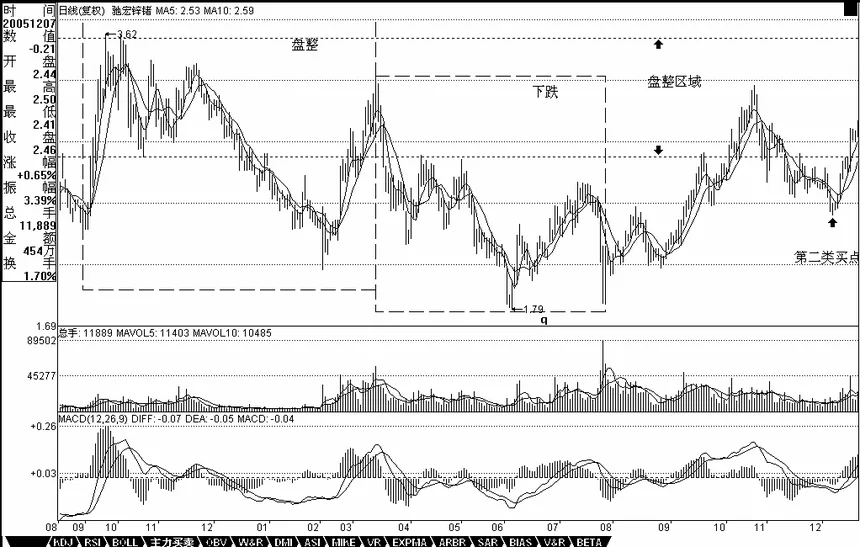 时 间 日线(复权) 驰宏锌锗 MA5: 2.53 MA10: 2.59
20051207
数 值
-0.21
开 盘
2.44
最 高
2.50
最 低
2.41
收 盘
2.46
涨 幅
+0.65%
振 幅
3.39%
总 手
11,889
金 额
454万
换 手
1.70%
3.62
盘整
下跌
盘整区域
第二类买点
1.79
q
1.69
总手: 11889 MAVOL5: 11403 MAVOL10: 10485
89502
45277
MACD(12,26,9) DIFF: -0.07 DEA: -0.05 MACD: -0.04
+0.26
+0.03
08 09 10 11 12 01 02 03 04 05 06 07 08 09 10 11 12
KDJ RSI BOLL 主力买卖 OBV W&R DMI ASI MIKE VR EXPMA ARBR SAR BIAS V&R BETA